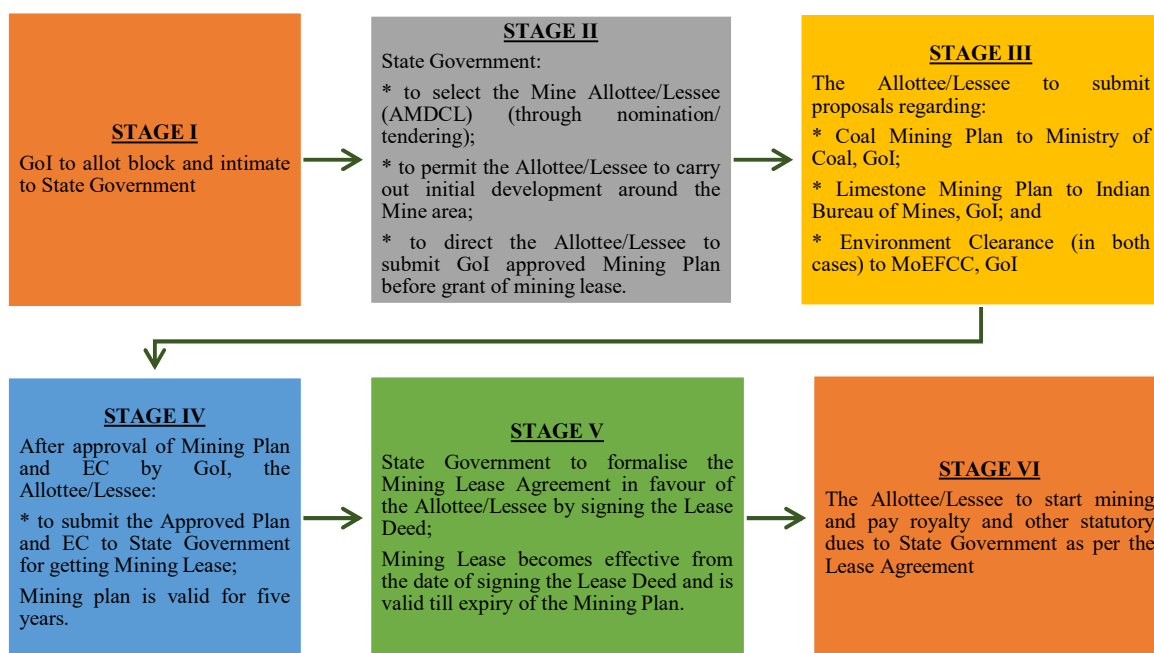 STAGE I
GoI to allot block and intimate
to State Government
STAGE II
State Government:
* to select the Mine Allottee/Lessee
(AMDCL) (through nomination/
tendering);
* to permit the Allottee/Lessee to carry
out initial development around the
Mine area;
* to direct the Allottee/Lessee to
submit GoI approved Mining Plan
before grant of mining lease.
STAGE III
The Allottee/Lessee to submit
proposals regarding:
* Coal Mining Plan to Ministry of
Coal, GoI;
* Limestone Mining Plan to Indian
Bureau of Mines, GoI; and
* Environment Clearance (in both
cases) to MoEFCC, GoI
STAGE IV
After approval of Mining Plan
and EC by GoI, the
Allottee/Lessee:
* to submit the Approved Plan
and EC to State Government
for getting Mining Lease;
Mining plan is valid for five
years.
STAGE V
State Government to formalise the
Mining Lease Agreement in favour of
the Allottee/Lessee by signing the Lease
Deed;
Mining Lease becomes effective from
the date of signing the Lease Deed and is
valid till expiry of the Mining Plan.
STAGE VI
The Allottee/Lessee to start mining
and pay royalty and other statutory
dues to State Government as per the
Lease Agreement